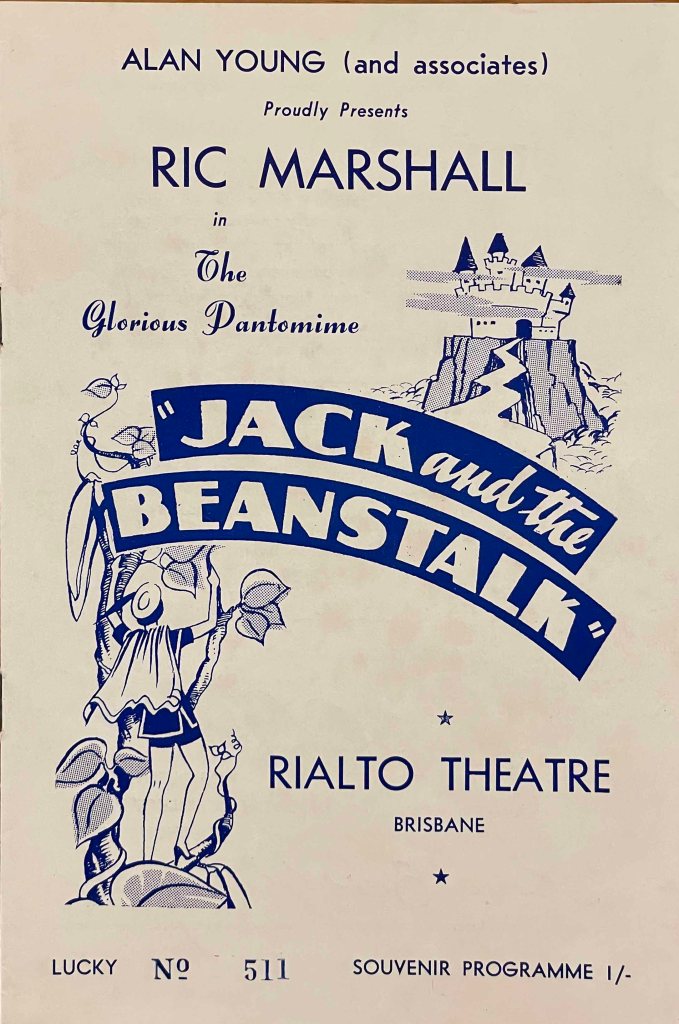 ALAN YOUNG (and associates)
Proudly Presents
RIC MARSHALL
in
The
Glorious Pantomime
"JACK and the
BEANSTALK"
RIALTO THEATRE
BRISBANE
LUCKY Nº 511 SOUVENIR PROGRAMME 1/-